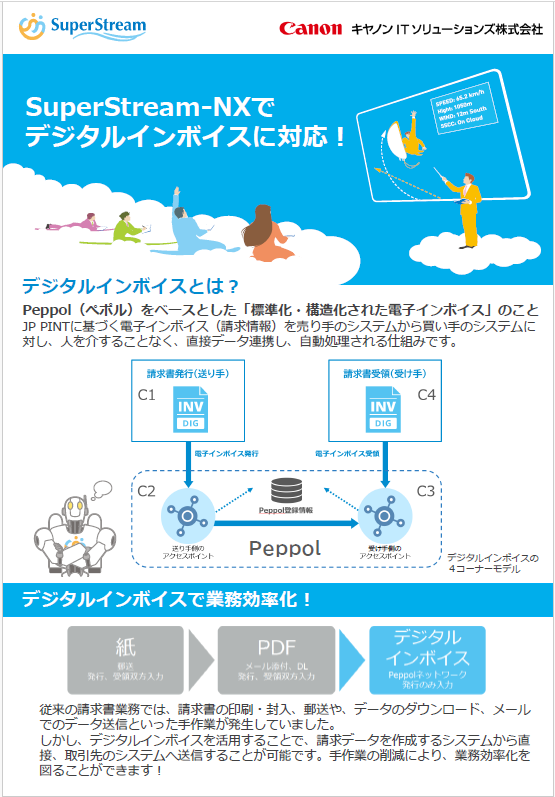 SuperStream
Canon キヤノンITソリューションズ株式会社
SuperStream-NXで
デジタルインボイスに対応！
SPEED: 65.2 km/h
Hight: 1092m
WIND: 12m South
SSCC: On Cloud
デジタルインボイスとは？
Peppol（ペポル）をベースとした「標準化・構造化された電子インボイス」のこと
JP PINTに基づく電子インボイス（請求情報）を売り手のシステムから買い手のシステムに
対し、人を介することなく、直接データ連携し、自動処理される仕組みです。
請求書発行(送り手)
C1
INV
DIG
請求書受領(受け手)
C4
INV
DIG
電子インボイス発行
電子インボイス受領
C2
Peppol登録情報
C3
Peppol
送り手側の
アクセスポイント
受け手側の
アクセスポイント
デジタルインボイスの
４コーナーモデル
デジタルインボイスで業務効率化！
紙
郵送
発行、受領双方入力
PDF
メール添付、DL
発行、受領双方入力
デジタル
インボイス
Peppolネットワーク
発行のみ入力
従来の請求書業務では、請求書の印刷・封入、郵送や、データのダウンロード、メール
でのデータ送信といった手作業が発生していました。
しかし、デジタルインボイスを活用することで、請求データを作成するシステムから直
接、取引先のシステムへ送信することが可能です。手作業の削減により、業務効率化を
図ることができます！